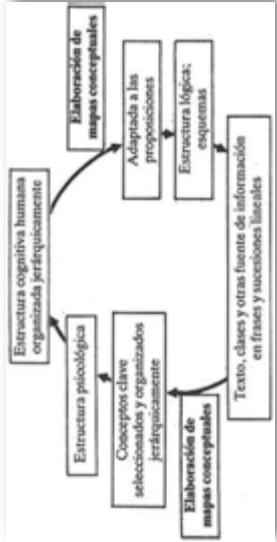 Estructura cognitiva humana
organizada jerárquicamente
Elaboración de
mapas conceptuales
Adaptada a las
proposiciones
Estructura lógica;
esquemas
Texto, clases y otras fuente de información
en frases y sucesiones lineales
Elaboración de
mapas conceptuales
Conceptos clave
seleccionados y organizados
jerárquicamente
Estructura psicológica